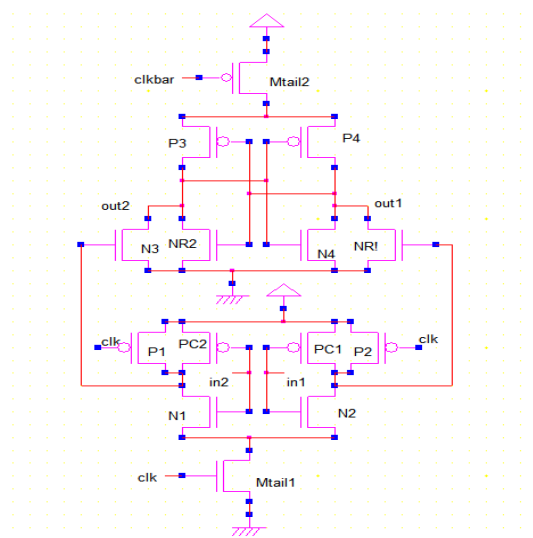 clkbar
Mtail2
P3
P4
out2
out1
N3
NR2
N4
NR!
clk
P1
PC2
PC1
P2
clk
in2
in1
N1
N2
clk
Mtail1